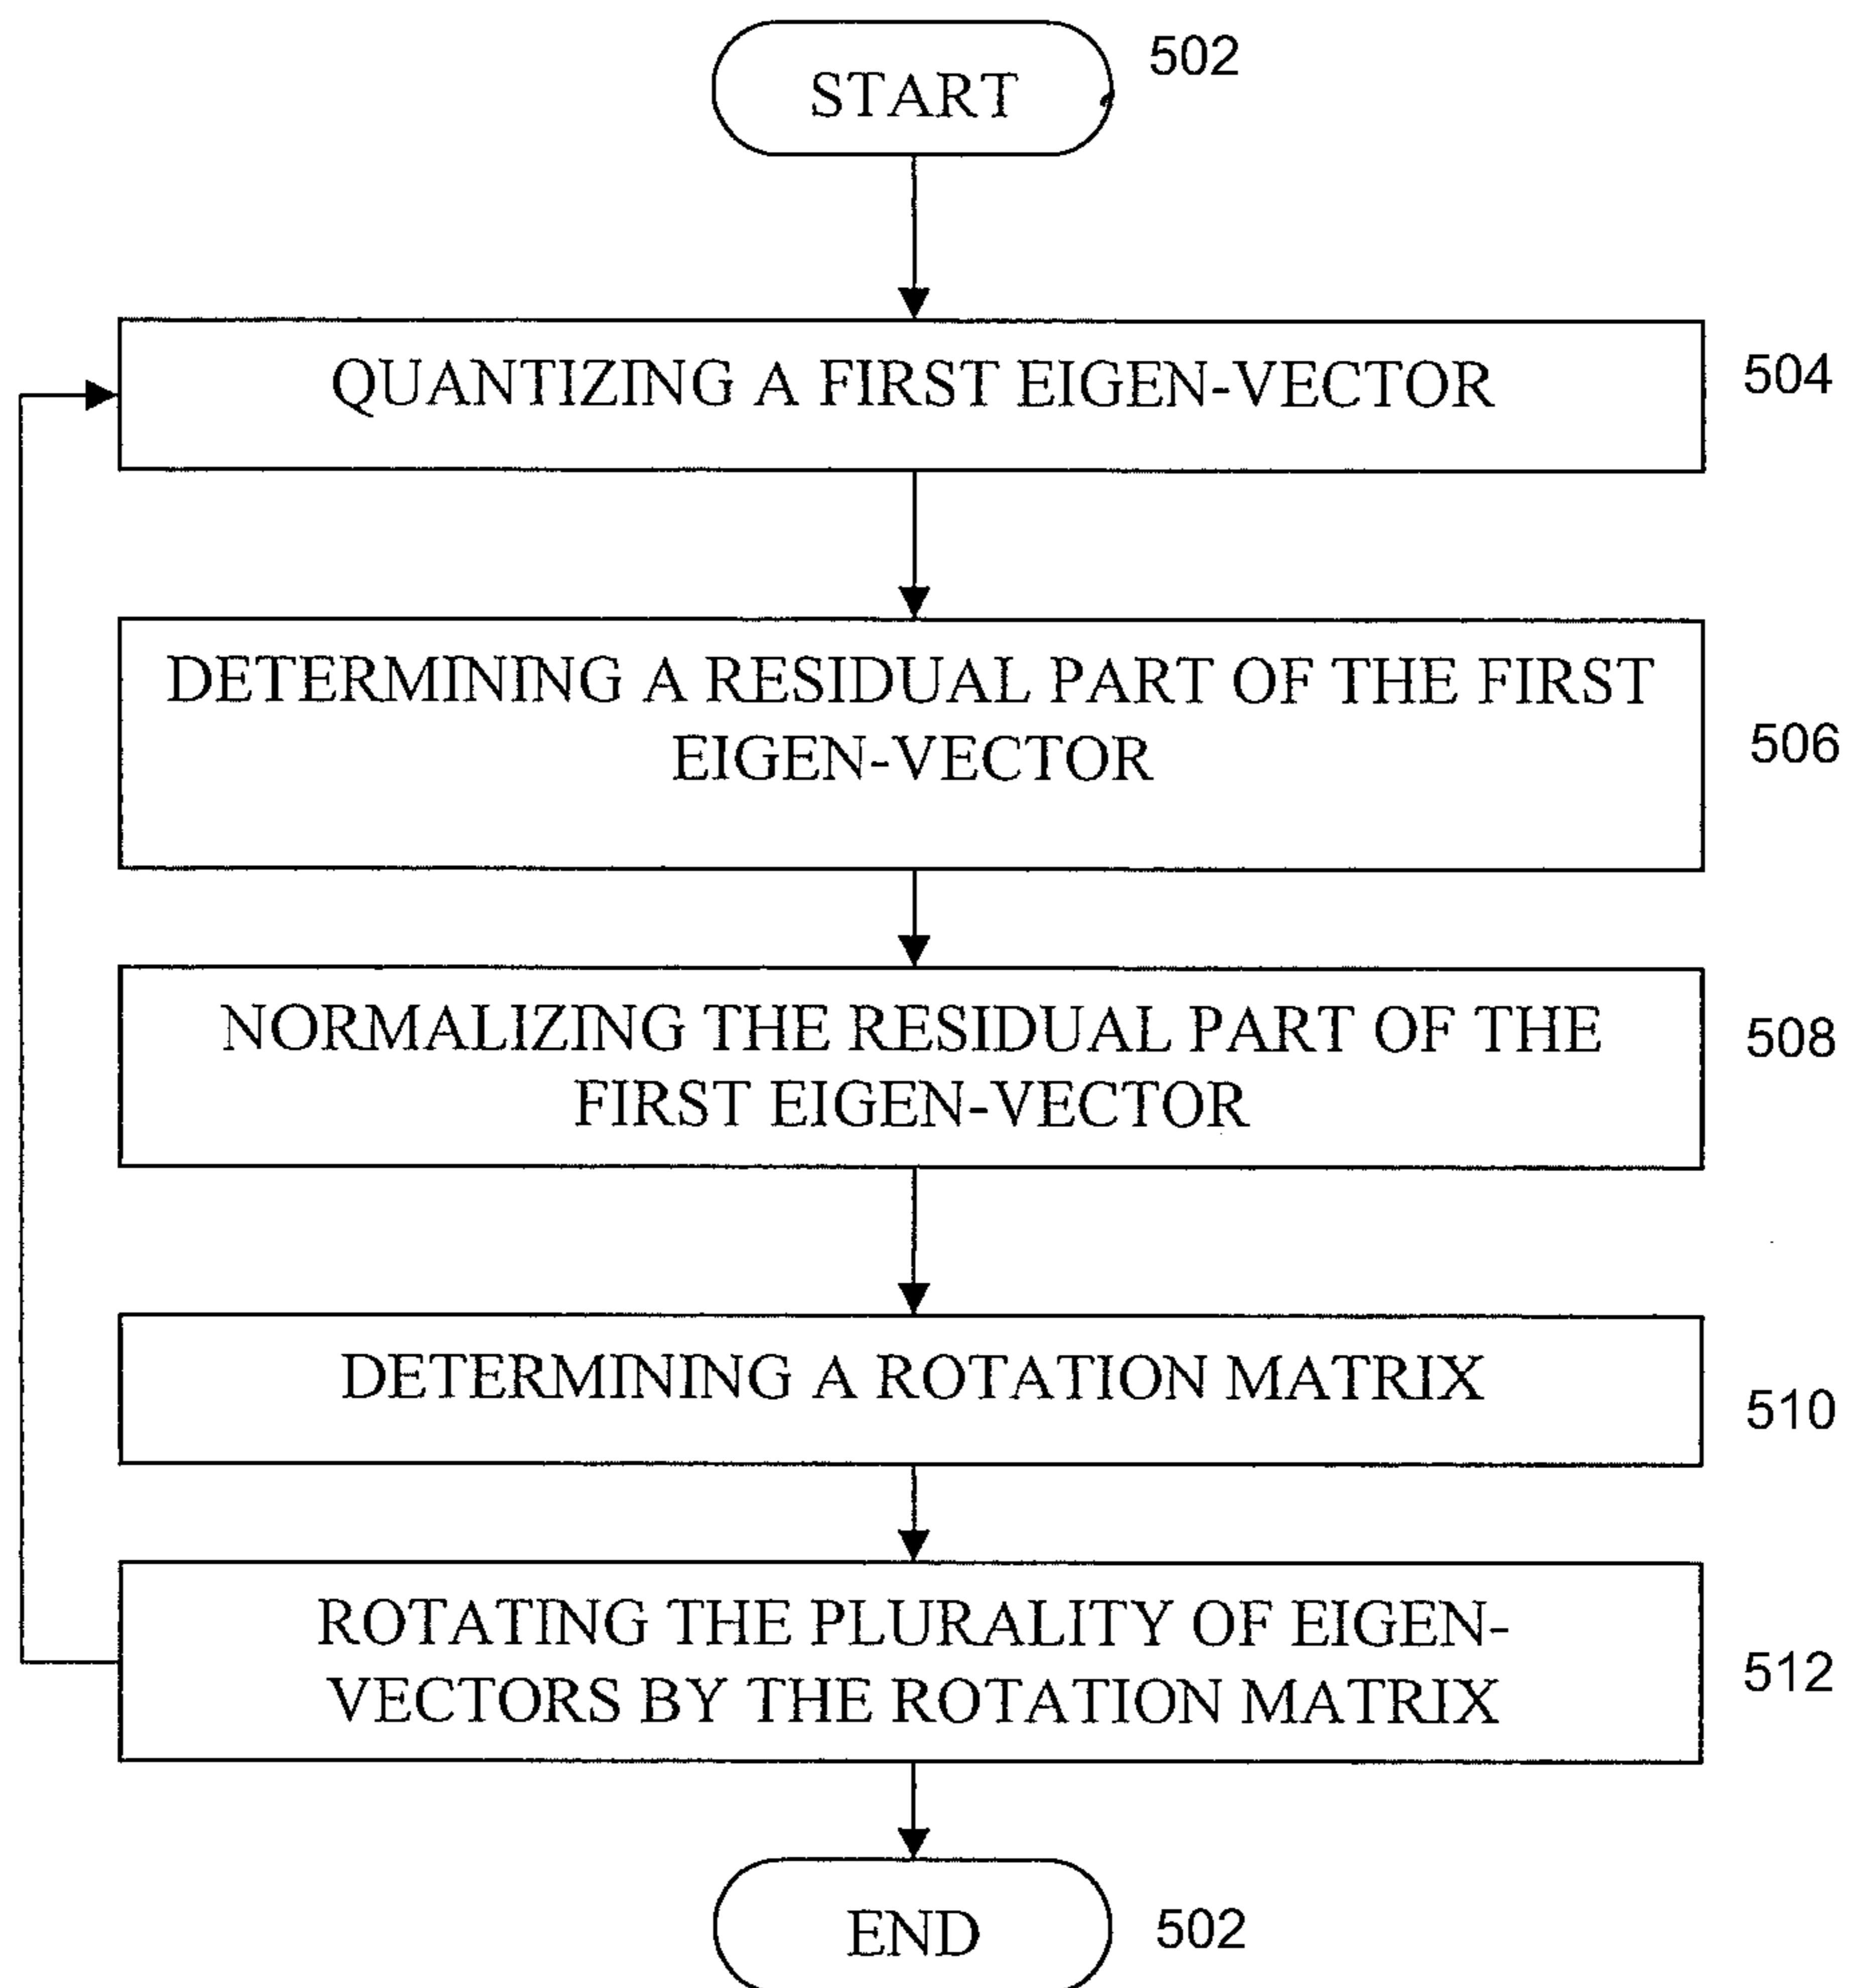 START
502
QUANTIZING A FIRST EIGEN-VECTOR
504
DETERMINING A RESIDUAL PART OF THE FIRST
EIGEN-VECTOR
506
NORMALIZING THE RESIDUAL PART OF THE
FIRST EIGEN-VECTOR
508
DETERMINING A ROTATION MATRIX
510
ROTATING THE PLURALITY OF EIGEN-
VECTORS BY THE ROTATION MATRIX
512
END
502